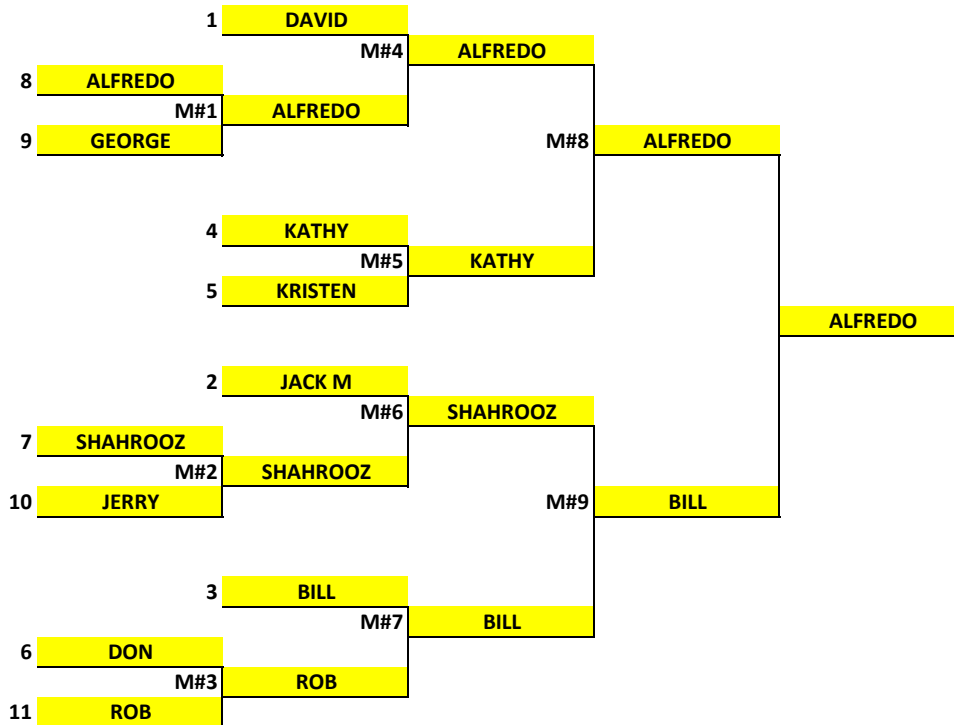 1 DAVID
M#4 ALFREDO
8 ALFREDO
M#1 ALFREDO
9 GEORGE M#8 ALFREDO
4 KATHY
M#5 KATHY
5 KRISTEN
ALFREDO
2 JACK M
M#6 SHAHROOZ
7 SHAHROOZ
M#2 SHAHROOZ
10 JERRY M#9 BILL
3 BILL
M#7 BILL
6 DON
M#3 ROB
11 ROB